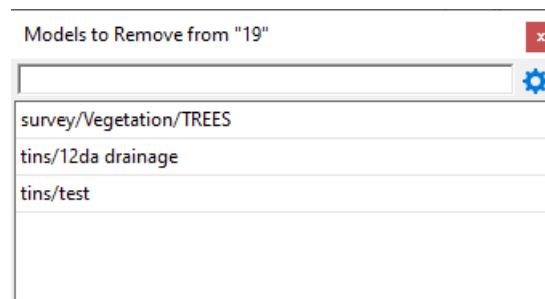 Models to Remove from "19"
x
survey/Vegetation/TREES
tins/12da drainage
tins/test